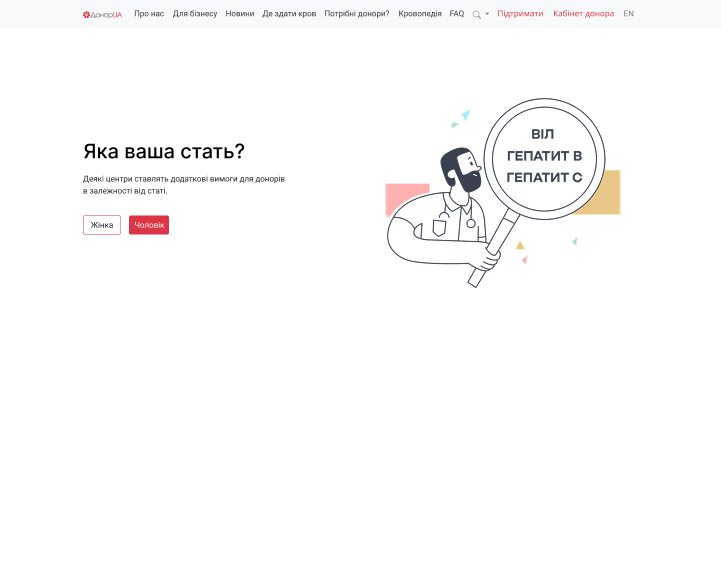 ДонорUA Про нас Для бізнесу Новини Де здати кров Потрібні донори? Кровопедія FAQ Підтримати Кабінет донора EN
Яка ваша стать?
Деякі центри ставлять додаткові вимоги для донорів
в залежності від статі.
Жінка Чоловік
ВІЛ
ГЕПАТИТ В
ГЕПАТИТ С